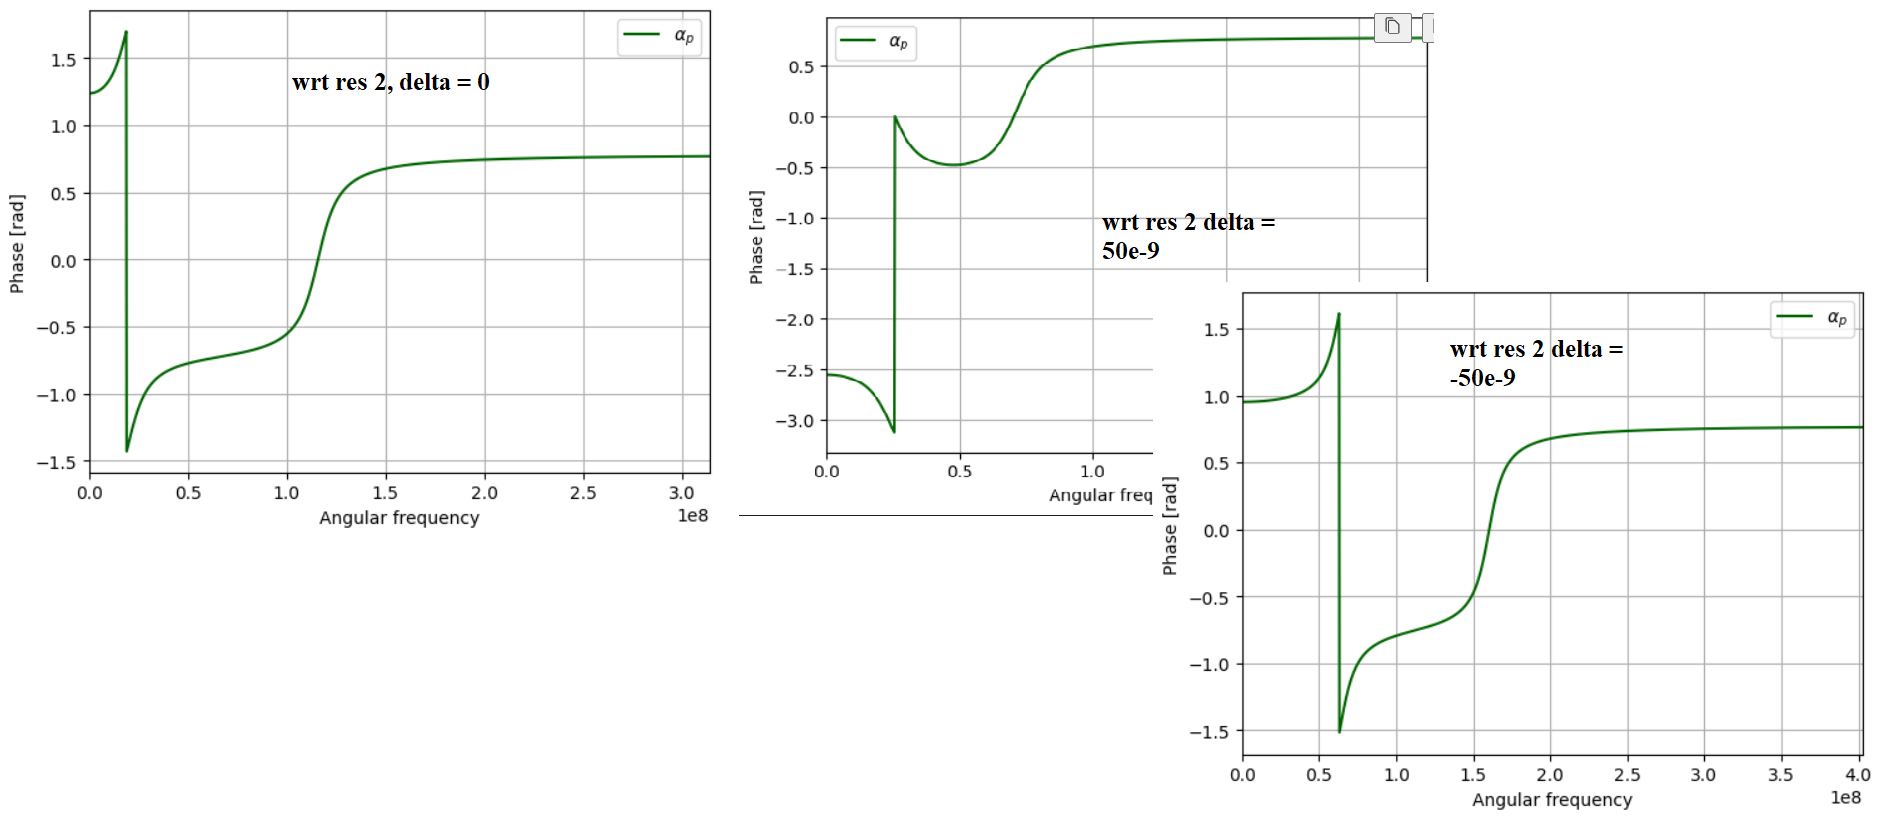 αp
wrt res 2, delta = 0
1.5
1.0
0.5
0.0
−0.5
−1.0
−1.5
Phase [rad]
0.0 0.5 1.0 1.5 2.0 2.5 3.0
1e8
Angular frequency
αp
wrt res 2 delta =
50e-9
0.5
0.0
−0.5
−1.0
−1.5
−2.0
−2.5
−3.0
Phase [rad]
0.0 0.5 1.0
Angular freq
αp
wrt res 2 delta =
-50e-9
1.5
1.0
0.5
0.0
−0.5
−1.0
−1.5
Phase [rad]
0.0 0.5 1.0 1.5 2.0 2.5 3.0 3.5 4.0
1e8
Angular frequency